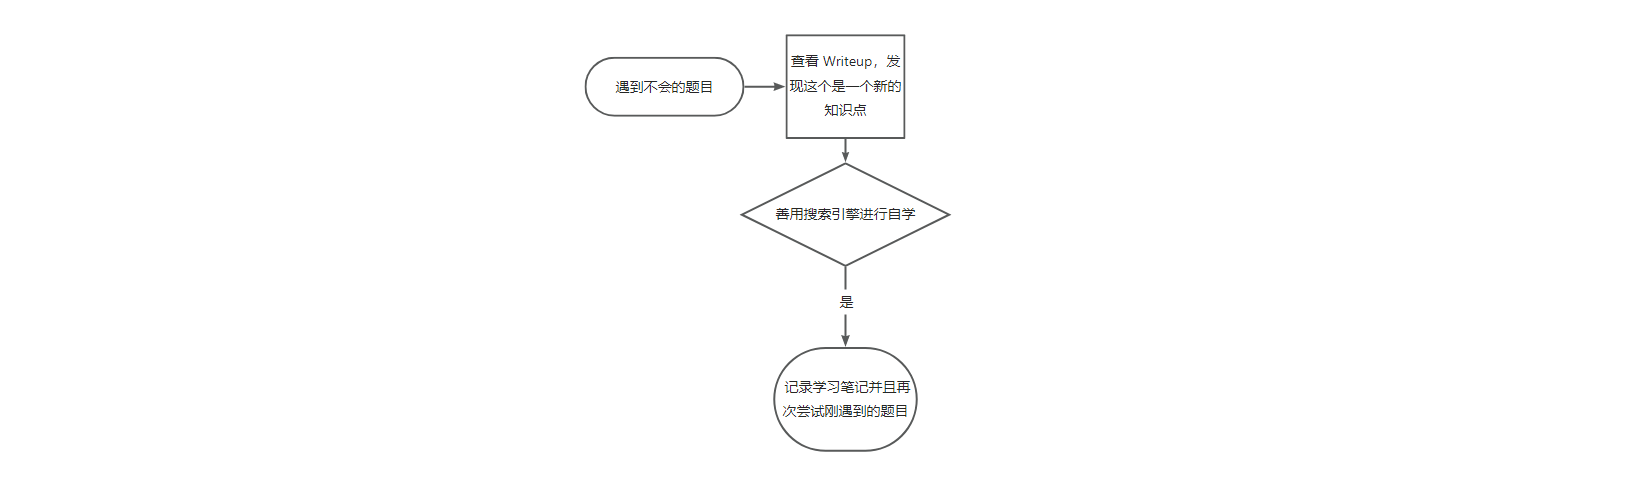 遇到不会的题目
查看 Writeup，发
现这个是一个新的
知识点
善用搜索引擎进行自学
是
记录学习笔记并且再
次尝试刚遇到的题目